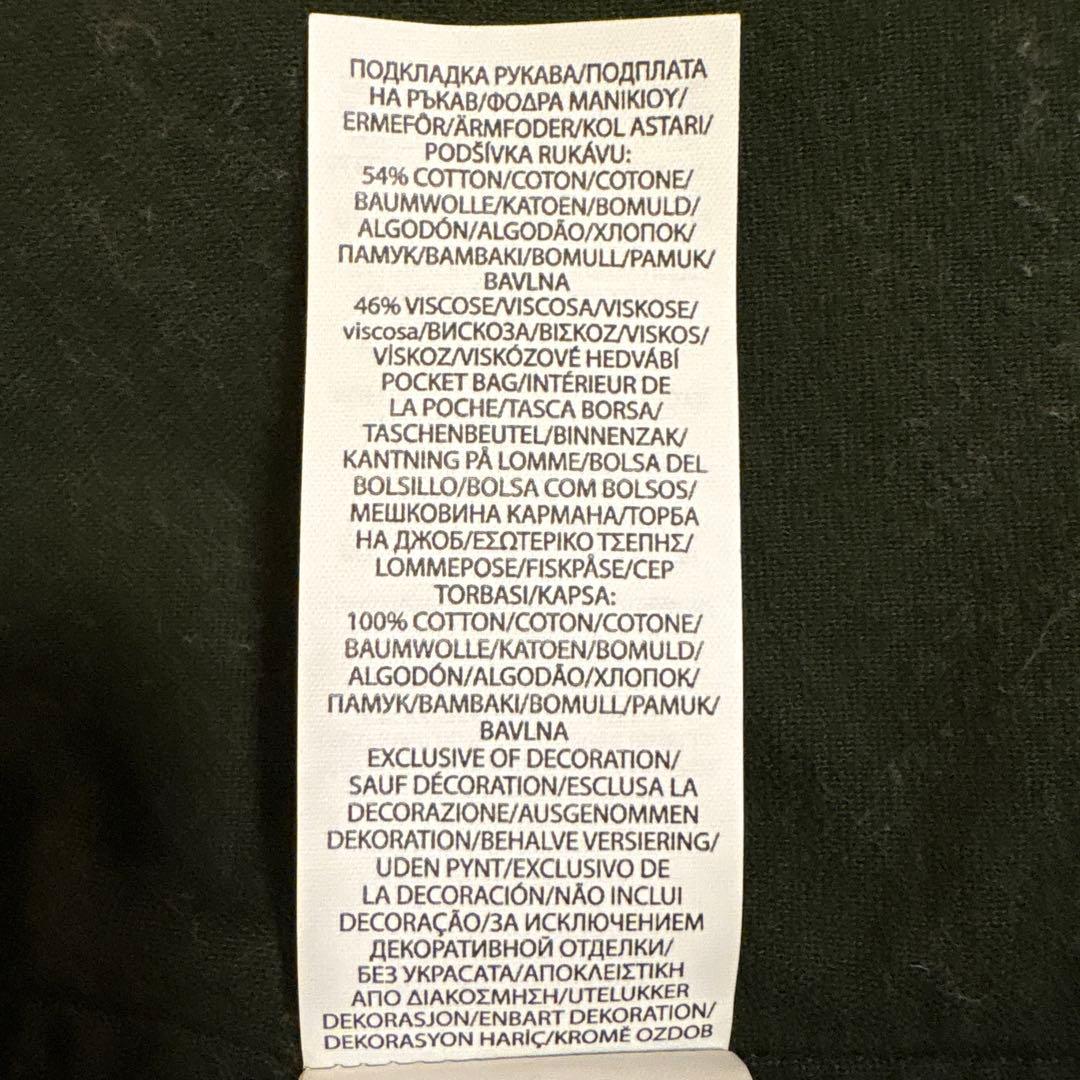 ПОДКЛАДКА РУКАВА/ПОДПЛАТА
НА РЪКАВ/ΦΟΔΡΑ ΜΑΝΙΚΙΟΥ/
ERMEFÔR/ÄRMFODER/KOL ASTARI/
PODŠÍVKA RUKÁVU:
54% COTTON/COTON/COTONE/
BAUMWOLLE/KATOEN/BOMULD/
ALGODÓN/ALGODÃO/ХЛОПОК/
ПАМУК/BAMBAKI/BOMULL/PAMUK/
BAVLNA
46% VISCOSE/VISCOSA/VISKOSE/
viscosa/ВИСКОЗА/ΒΙΣΚΟΖ/VISKOS/
VİSKOZ/VISKÓZOVÉ HEDVÁBÍ
POCKET BAG/INTÉRIEUR DE
LA POCHE/TASCA BORSA/
TASCHENBEUTEL/BINNENZAK/
KANTNING PÅ LOMME/BOLSA DEL
BOLSILLO/BOLSA COM BOLSOS/
МЕШКОВИНА КАРМАНА/ТОРБА
НА ДЖОБ/ΕΣΩΤΕΡΙΚΟ ΤΣΕΠΗΣ/
LOMMEPOSE/FISKPÅSE/CEP
TORBASI/KAPSA:
100% COTTON/COTON/COTONE/
BAUMWOLLE/KATOEN/BOMULD/
ALGODÓN/ALGODÃO/ХЛОПОК/
ПАМУК/BAMBAKI/BOMULL/PAMUK/
BAVLNA
EXCLUSIVE OF DECORATION/
SAUF DÉCORATION/ESCLUSA LA
DECORAZIONE/AUSGENOMMEN
DEKORATION/BEHALVE VERSIERING/
UDEN PYNT/EXCLUSIVO DE
LA DECORACIÓN/NÃO INCLUI
DECORAÇÃO/ЗА ИСКЛЮЧЕНИЕМ
ДЕКОРАТИВНОЙ ОТДЕЛКИ/
БЕЗ УКРАСАТА/ΑΠΟΚΛΕΙΣΤΙΚΗ
ΑΠΟ ΔΙΑΚΟΣΜΗΣΗ/UTELUKKER
DEKORASJON/ENBART DEKORATION/
DEKORASYON HARİÇ/KROMĚ OZDOB